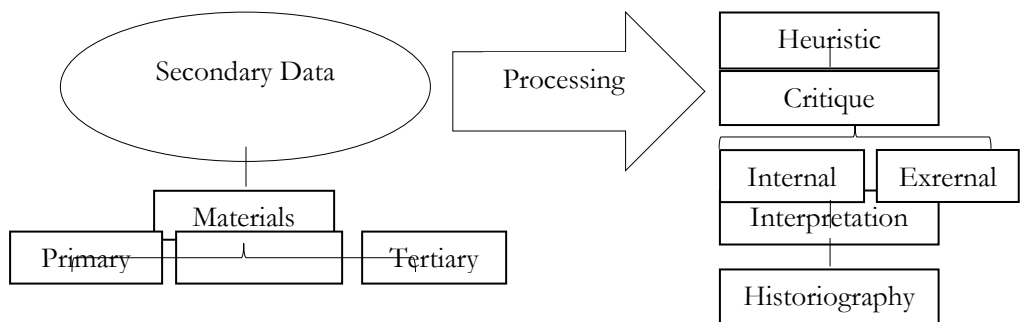 Secondary Data
Materials
Primary
Tertiary
Processing
Heuristic
Critique
Internal
Exrernal
Interpretation
Historiography